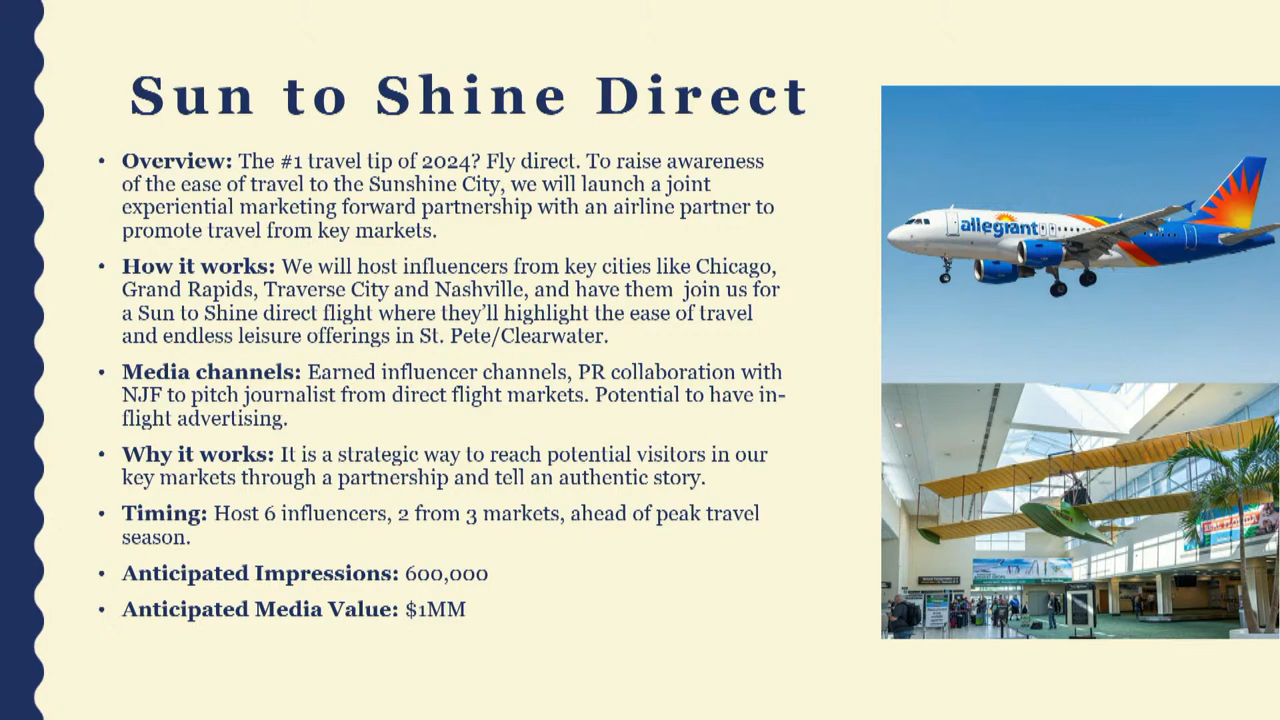 Sun to Shine Direct
• Overview: The #1 travel tip of 2024? Fly direct. To raise awareness
of the ease of travel to the Sunshine City, we will launch a joint
experiential marketing forward partnership with an airline partner to
promote travel from key markets.
• How it works: We will host influencers from key cities like Chicago,
Grand Rapids, Traverse City and Nashville, and have them  join us for
a Sun to Shine direct flight where they’ll highlight the ease of travel
and endless leisure offerings in St. Pete/Clearwater.
• Media channels: Earned influencer channels, PR collaboration with
NJF to pitch journalist from direct flight markets. Potential to have in-
flight advertising.
• Why it works: It is a strategic way to reach potential visitors in our
key markets through a partnership and tell an authentic story.
• Timing: Host 6 influencers, 2 from 3 markets, ahead of peak travel
season.
• Anticipated Impressions: 600,000
• Anticipated Media Value: $1MM
allegiant